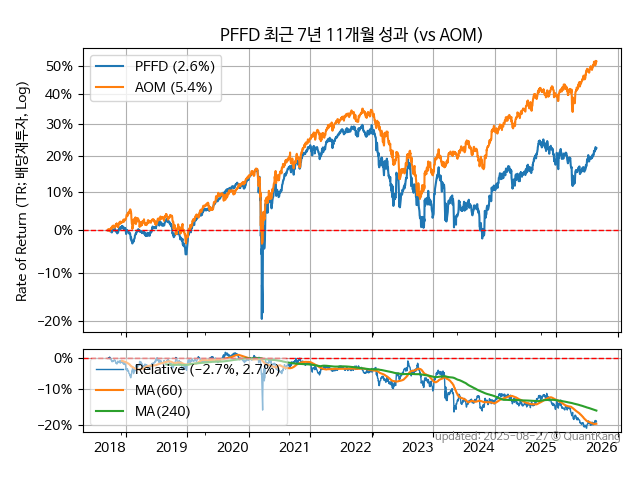 PFFD 최근 7년 11개월 성과 (vs AOM)
PFFD (2.6%)
AOM (5.4%)
Rate of Return (TR: 배당재투자, Log)
50%
40%
30%
20%
10%
0%
−10%
−20%
0%
−10%
−20%
Relative (−2.7%, 2.7%)
MA(60)
MA(240)
updated: 2025-08-27 © QuantKang
2018 2019 2020 2021 2022 2023 2024 2025 2026